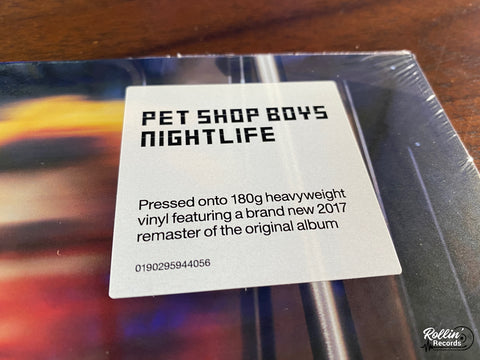 PET SHOP BOYS
NIGHTLIFE
Pressed onto 180g heavyweight
vinyl featuring a brand new 2017
remaster of the original album
0190295944056
Rollin'
Records